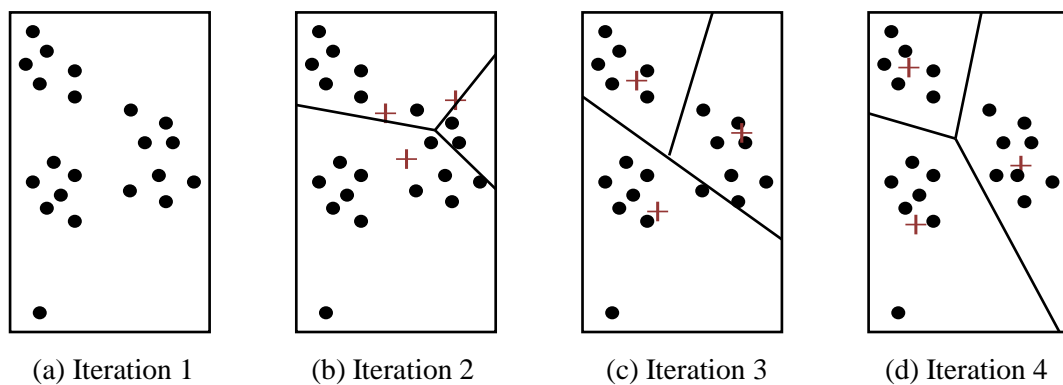 (a) Iteration 1
(b) Iteration 2
(c) Iteration 3
(d) Iteration 4